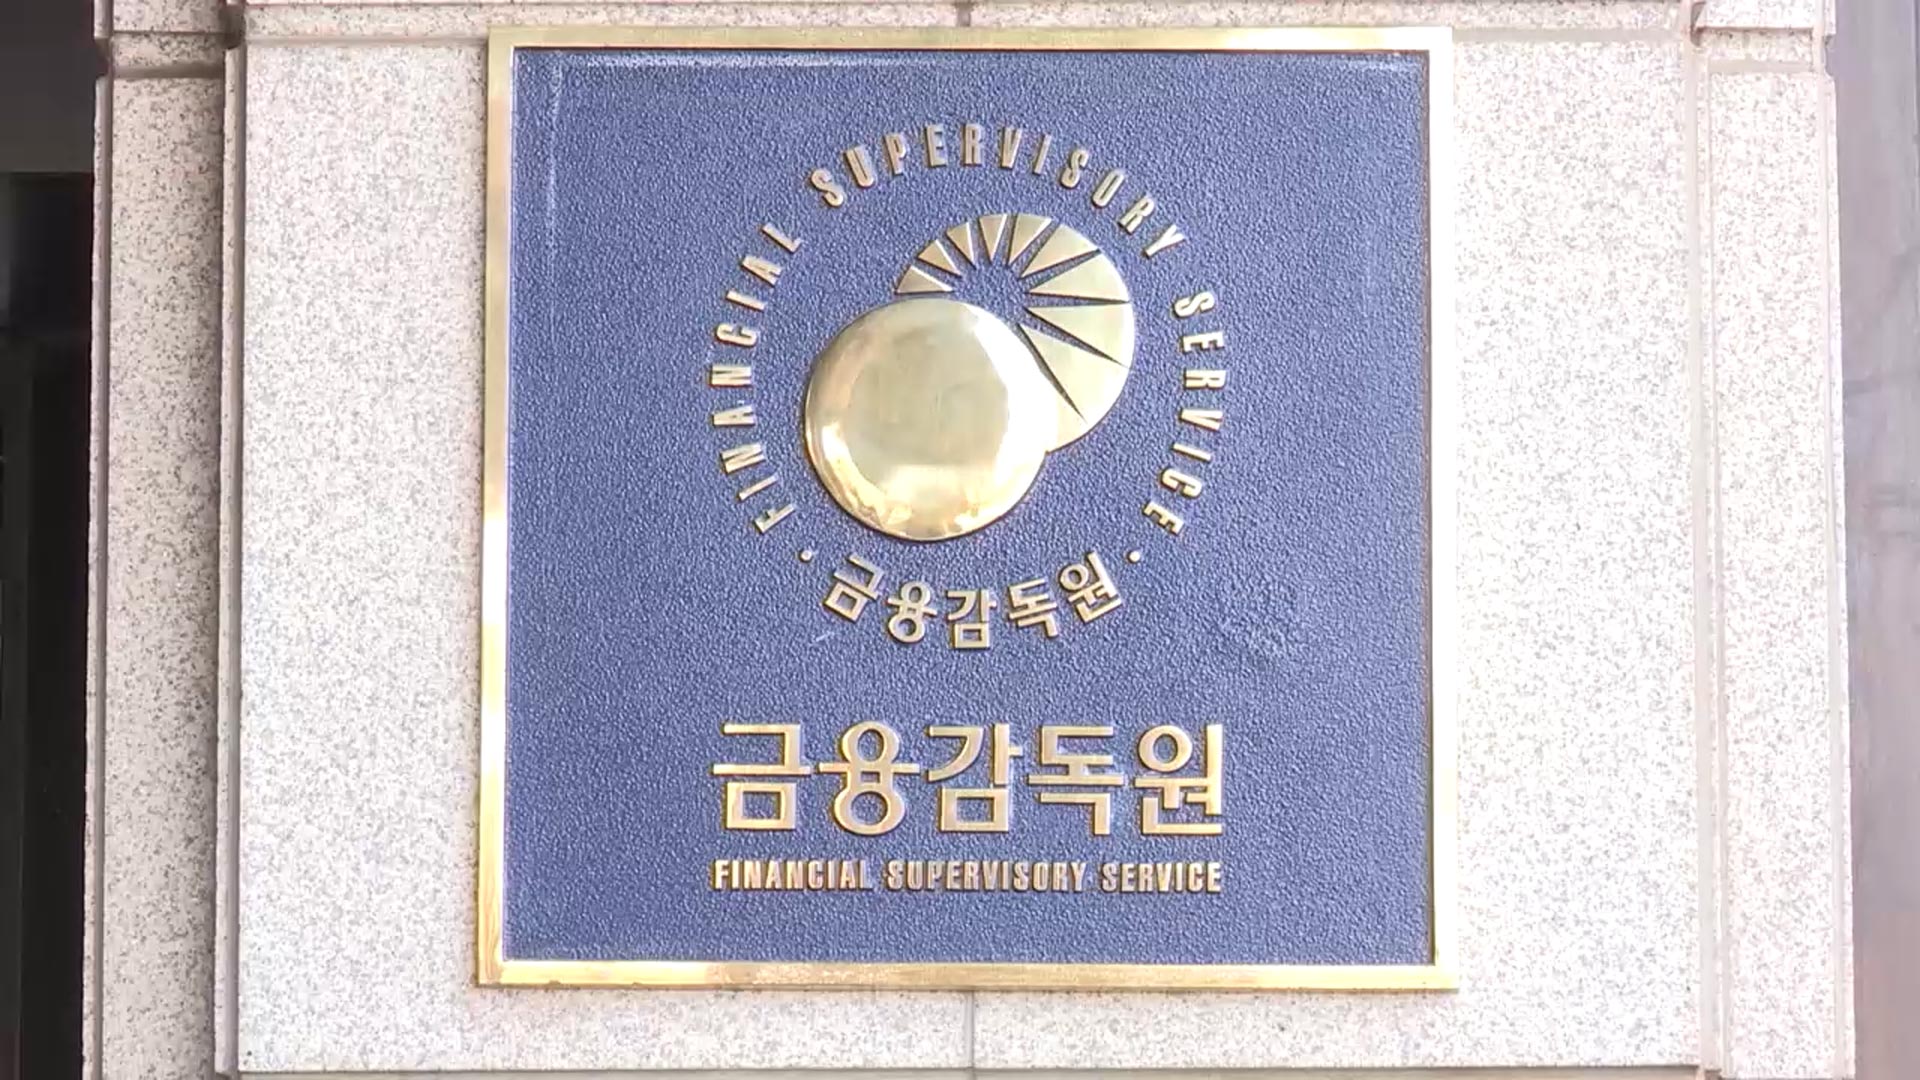 FINANCIAL SUPERVISORY SERVICE
· 금융감독원 ·
금융감독원
FINANCIAL SUPERVISORY SERVICE